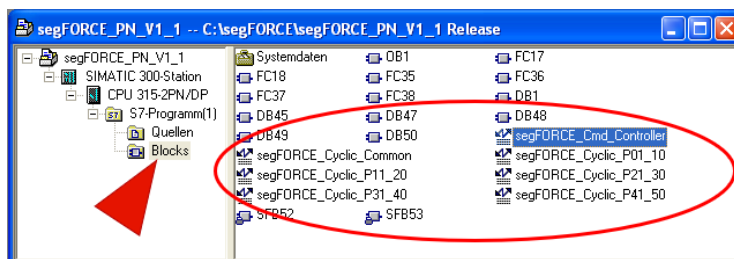 segFORCE_PN_V1_1 -- C:\segFORCE\segFORCE_PN_V1_1 Release
segFORCE_PN_V1_1
SIMATIC 300-Station
CPU 315-2PN/DP
S7-Programm(1)
Quellen
Blocks
Systemdaten OB1 FC17
FC18 FC35 FC36
FC37 FC38 DB1
DB45 DB47 DB48
DB49 DB50 segFORCE_Cmd_Controller
segFORCE_Cyclic_Common segFORCE_Cyclic_P01_10
segFORCE_Cyclic_P11_20 segFORCE_Cyclic_P21_30
segFORCE_Cyclic_P31_40 segFORCE_Cyclic_P41_50
SFB52 SFB53